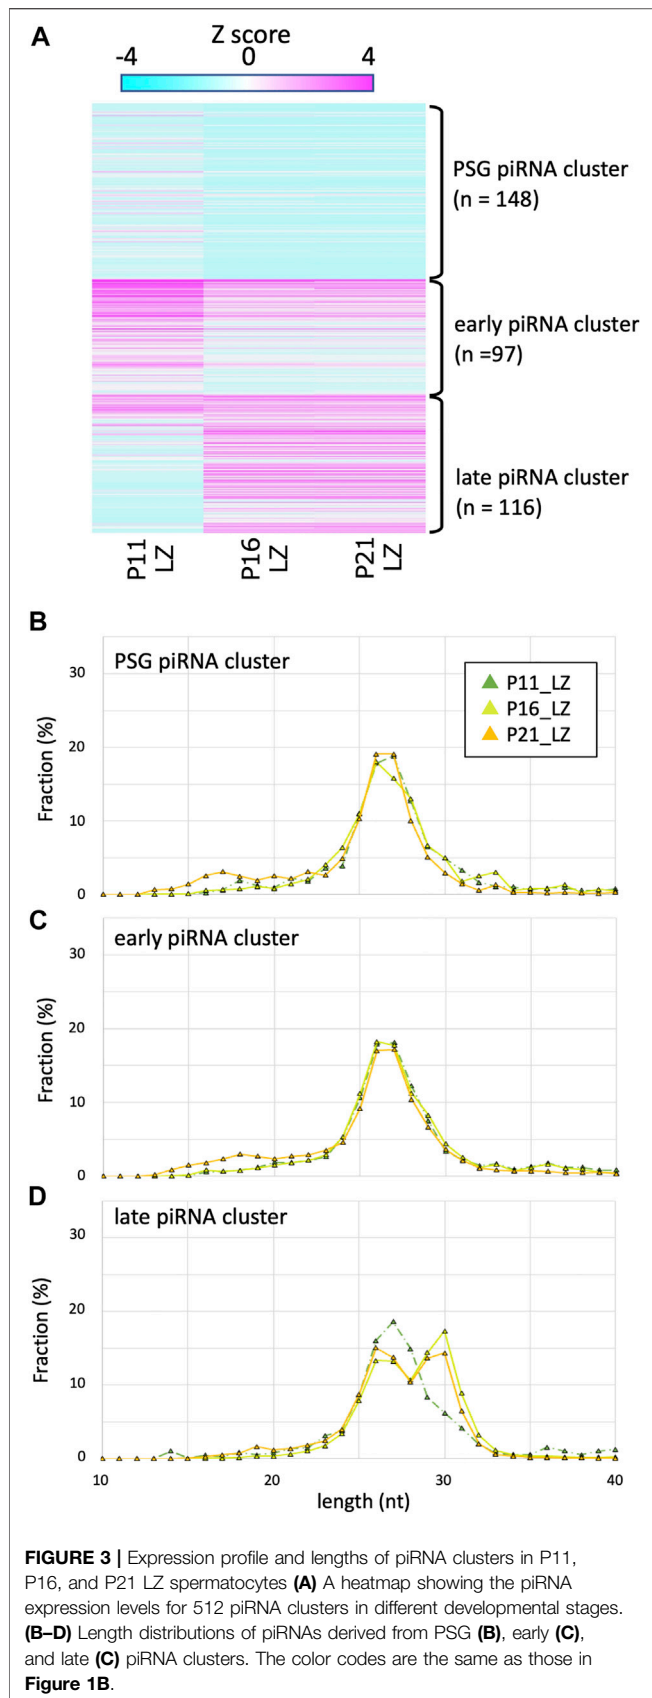 A
Z score
-4 0 4
PSG piRNA cluster
(n = 148)
early piRNA cluster
(n =97)
late piRNA cluster
(n = 116)
P11 LZ
P16 LZ
P21 LZ
B
PSG piRNA cluster
P11_LZ
P16_LZ
P21_LZ
Fraction (%)
30
20
10
0
C
early piRNA cluster
Fraction (%)
30
20
10
0
D
late piRNA cluster
Fraction (%)
30
20
10
0
10 20 30 40
length (nt)
FIGURE 3 | Expression profile and lengths of piRNA clusters in P11,
P16, and P21 LZ spermatocytes (A) A heatmap showing the piRNA
expression levels for 512 piRNA clusters in different developmental stages.
(B–D) Length distributions of piRNAs derived from PSG (B), early (C),
and late (C) piRNA clusters. The color codes are the same as those in
Figure 1B.